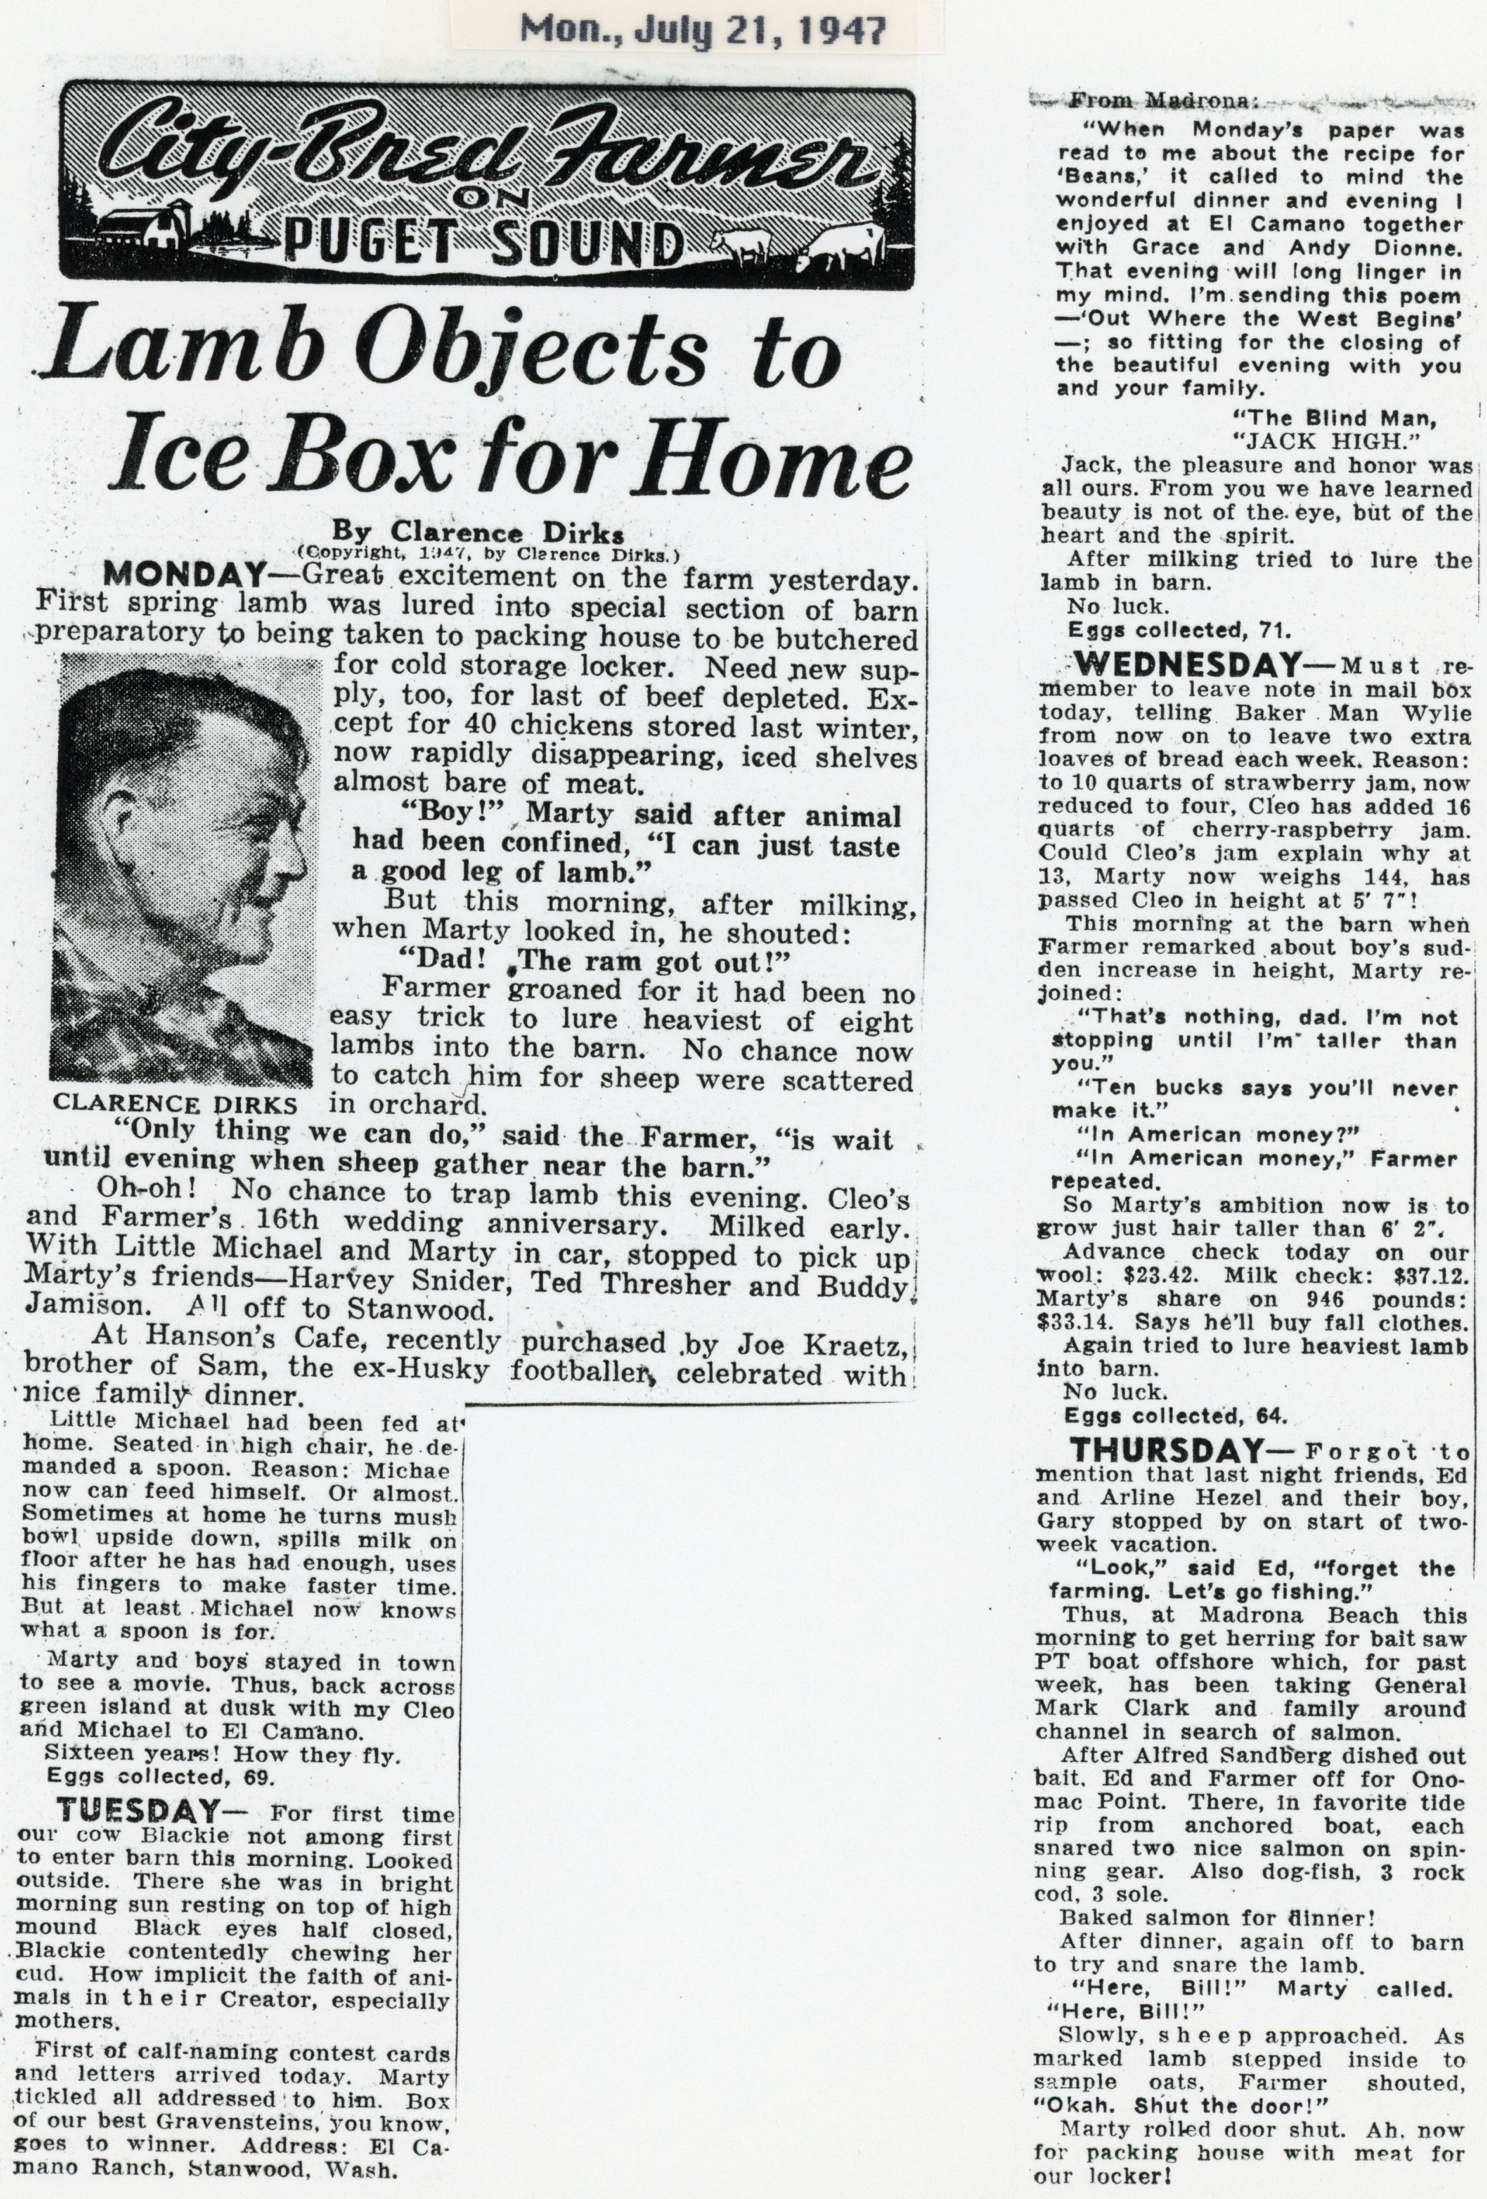 Mon., July 21, 1947
City-Bred Farmer
ON
PUGET SOUND
Lamb Objects to
Ice Box for Home
By Clarence Dirks
(Copyright, 1947, by Clarence Dirks.)
MONDAY—Great excitement on the farm yesterday.
First spring lamb was lured into special section of barn
preparatory to being taken to packing house to be butchered
for cold storage locker. Need new sup-
ply, too, for last of beef depleted. Ex-
cept for 40 chickens stored last winter,
now rapidly disappearing, iced shelves
almost bare of meat.
"Boy!" Marty said after animal
had been confined, "I can just taste
a good leg of lamb."
But this morning, after milking,
when Marty looked in, he shouted:
"Dad! The ram got out!"
Farmer groaned for it had been no
easy trick to lure heaviest of eight
lambs into the barn. No chance now
to catch him for sheep were scattered
in orchard.
CLARENCE DIRKS
"Only thing we can do," said the Farmer, "is wait
until evening when sheep gather near the barn."
Oh-oh! No chance to trap lamb this evening. Cleo's
and Farmer's 16th wedding anniversary. Milked early.
With Little Michael and Marty in car, stopped to pick up
Marty's friends—Harvey Snider, Ted Thresher and Buddy
Jamison. All off to Stanwood.
At Hanson's Cafe, recently purchased by Joe Kraetz,
brother of Sam, the ex-Husky footballer, celebrated with
nice family dinner.
Little Michael had been fed at
home. Seated in high chair, he de-
manded a spoon. Reason: Michae
now can feed himself. Or almost.
Sometimes at home he turns mush
bowl upside down, spills milk on
floor after he has had enough, uses
his fingers to make faster time.
But at least Michael now knows
what a spoon is for.
Marty and boys stayed in town
to see a movie. Thus, back across
green island at dusk with my Cleo
and Michael to El Camano.
Sixteen years! How they fly.
Eggs collected, 69.
TUESDAY— For first time
our cow Blackie not among first
to enter barn this morning. Looked
outside. There she was in bright
morning sun resting on top of high
mound Black eyes half closed,
Blackie contentedly chewing her
cud. How implicit the faith of ani-
mals in their Creator, especially
mothers.
First of calf-naming contest cards
and letters arrived today. Marty
tickled all addressed to him. Box
of our best Gravensteins, you know,
goes to winner. Address: El Ca-
mano Ranch, Stanwood, Wash.
From Madrona:
"When Monday's paper was
read to me about the recipe for
'Beans,' it called to mind the
wonderful dinner and evening I
enjoyed at El Camano together
with Grace and Andy Dionne.
That evening will long linger in
my mind. I'm sending this poem
—'Out Where the West Begins'
—; so fitting for the closing of
the beautiful evening with you
and your family.
"The Blind Man,
"JACK HIGH."
Jack, the pleasure and honor was
all ours. From you we have learned
beauty is not of the eye, but of the
heart and the spirit.
After milking tried to lure the
lamb in barn.
No luck.
Eggs collected, 71.
WEDNESDAY—Must re-
member to leave note in mail box
today, telling Baker Man Wylie
from now on to leave two extra
loaves of bread each week. Reason:
to 10 quarts of strawberry jam, now
reduced to four, Cleo has added 16
quarts of cherry-raspberry jam.
Could Cleo's jam explain why at
13, Marty now weighs 144, has
passed Cleo in height at 5' 7"!
This morning at the barn when
Farmer remarked about boy's sud-
den increase in height, Marty re-
joined:
"That's nothing, dad. I'm not
stopping until I'm taller than
you."
"Ten bucks says you'll never
make it."
"In American money?"
"In American money," Farmer
repeated.
So Marty's ambition now is to
grow just hair taller than 6' 2".
Advance check today on our
wool: $23.42. Milk check: $37.12.
Marty's share on 946 pounds:
$33.14. Says he'll buy fall clothes.
Again tried to lure heaviest lamb
into barn.
No luck.
Eggs collected, 64.
THURSDAY—Forgot to
mention that last night friends, Ed
and Arline Hezel and their boy,
Gary stopped by on start of two-
week vacation.
"Look," said Ed, "forget the
farming. Let's go fishing."
Thus, at Madrona Beach this
morning to get herring for bait saw
PT boat offshore which, for past
week, has been taking General
Mark Clark and family around
channel in search of salmon.
After Alfred Sandberg dished out
bait, Ed and Farmer off for Ono-
mac Point. There, in favorite tide
rip from anchored boat, each
snared two nice salmon on spin-
ning gear. Also dog-fish, 3 rock
cod, 3 sole.
Baked salmon for dinner!
After dinner, again off to barn
to try and snare the lamb.
"Here, Bill!" Marty called.
"Here, Bill!"
Slowly, sheep approached. As
marked lamb stepped inside to
sample oats, Farmer shouted,
"Okah. Shut the door!"
Marty rolled door shut. Ah, now
for packing house with meat for
our locker!